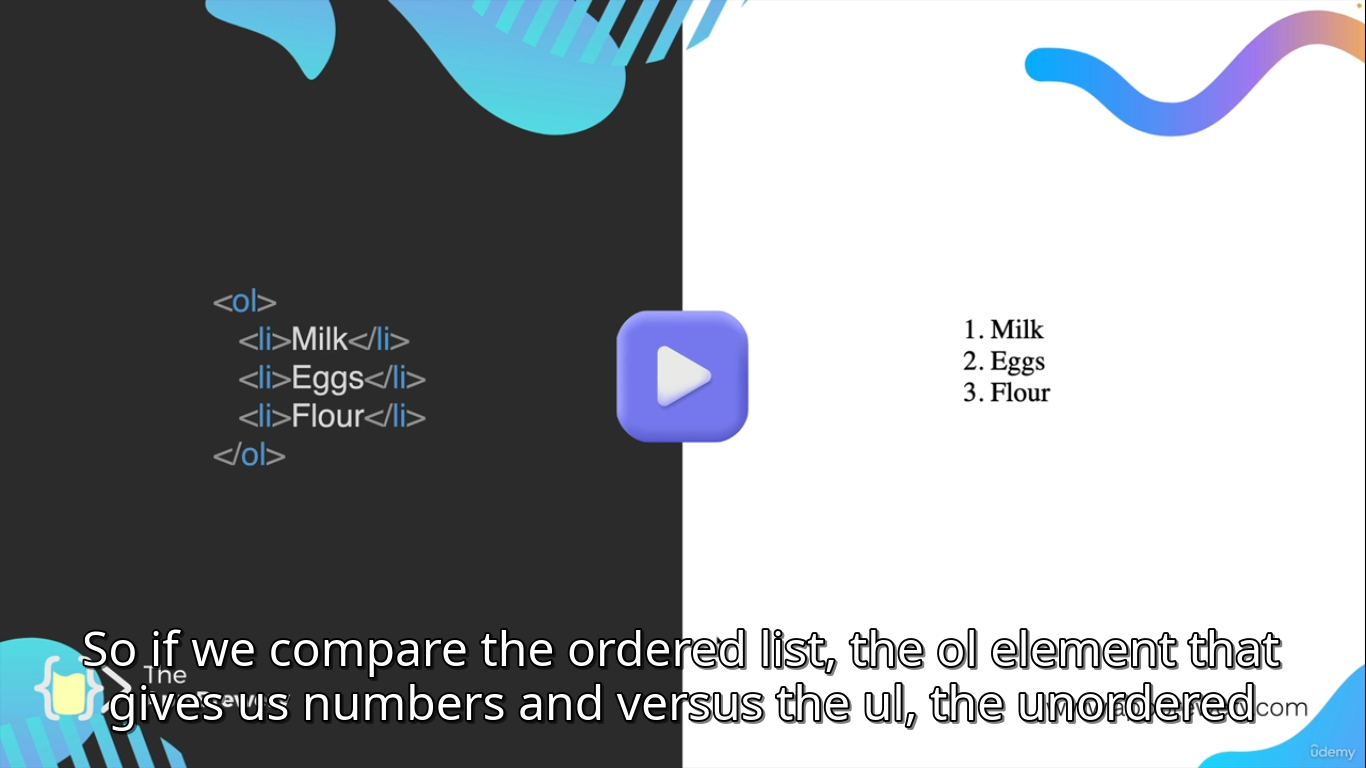 <ol>
<li>Milk</li>
<li>Eggs</li>
<li>Flour</li>
</ol>
1. Milk
2. Eggs
3. Flour
So if we compare the ordered list, the ol element that
gives us numbers and versus the ul, the unordered
The
.com
ûdemy